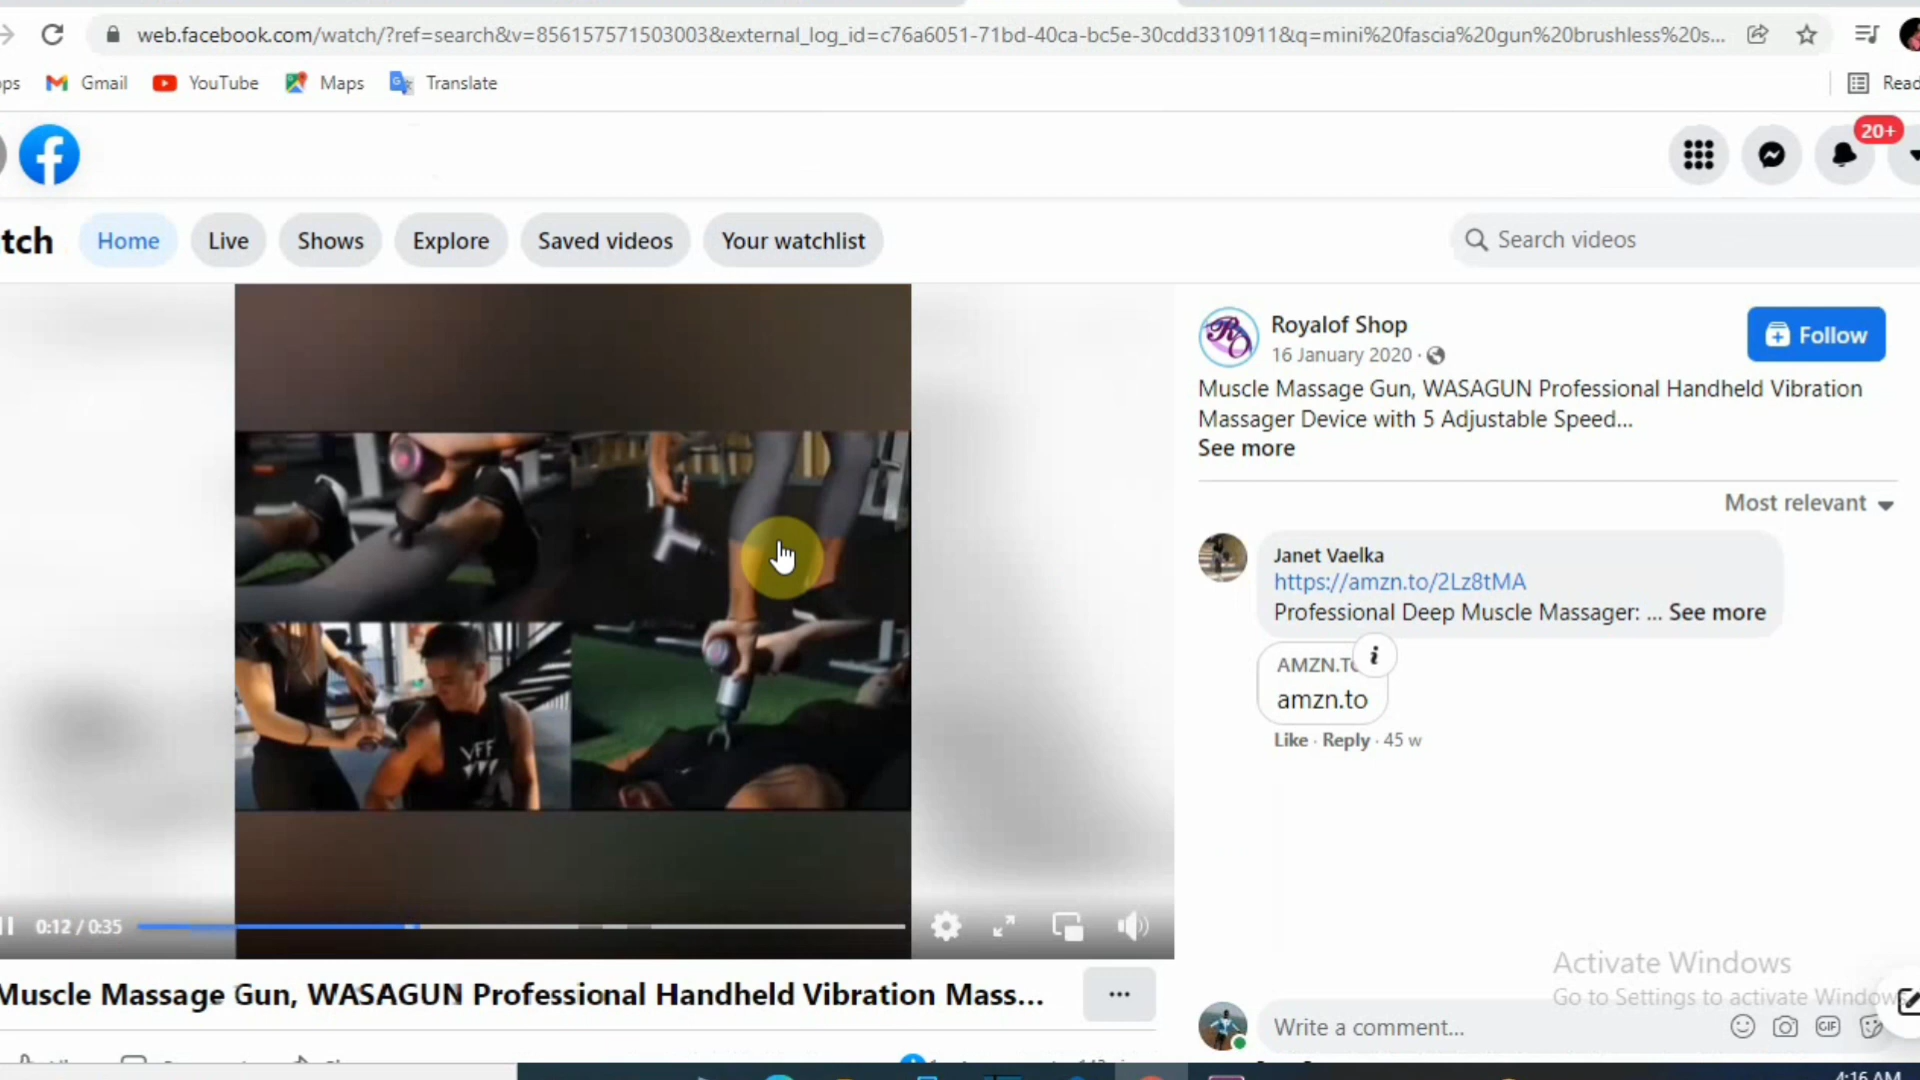 web.facebook.com/watch/?ref=search&v=856157571503003&external_log_id=c76a6051-71bd-40ca-bc5e-30cdd3310911&q=mini%20fascia%20gun%20brushless%20s...
ps Gmail YouTube Maps Translate Read
20+
tch Home Live Shows Explore Saved videos Your watchlist Search videos
Royalof Shop
16 January 2020 ·
Follow
Muscle Massage Gun, WASAGUN Professional Handheld Vibration
Massager Device with 5 Adjustable Speed...
See more
Most relevant
Janet Vaelka
https://amzn.to/2Lz8tMA
Professional Deep Muscle Massager: ... See more
AMZN.TO
amzn.to
Like · Reply · 45 w
VFF
0:12 / 0:35
Muscle Massage Gun, WASAGUN Professional Handheld Vibration Mass...
...
Activate Windows
Go to Settings to activate Windows
Write a comment...
GIF
4:16 AM